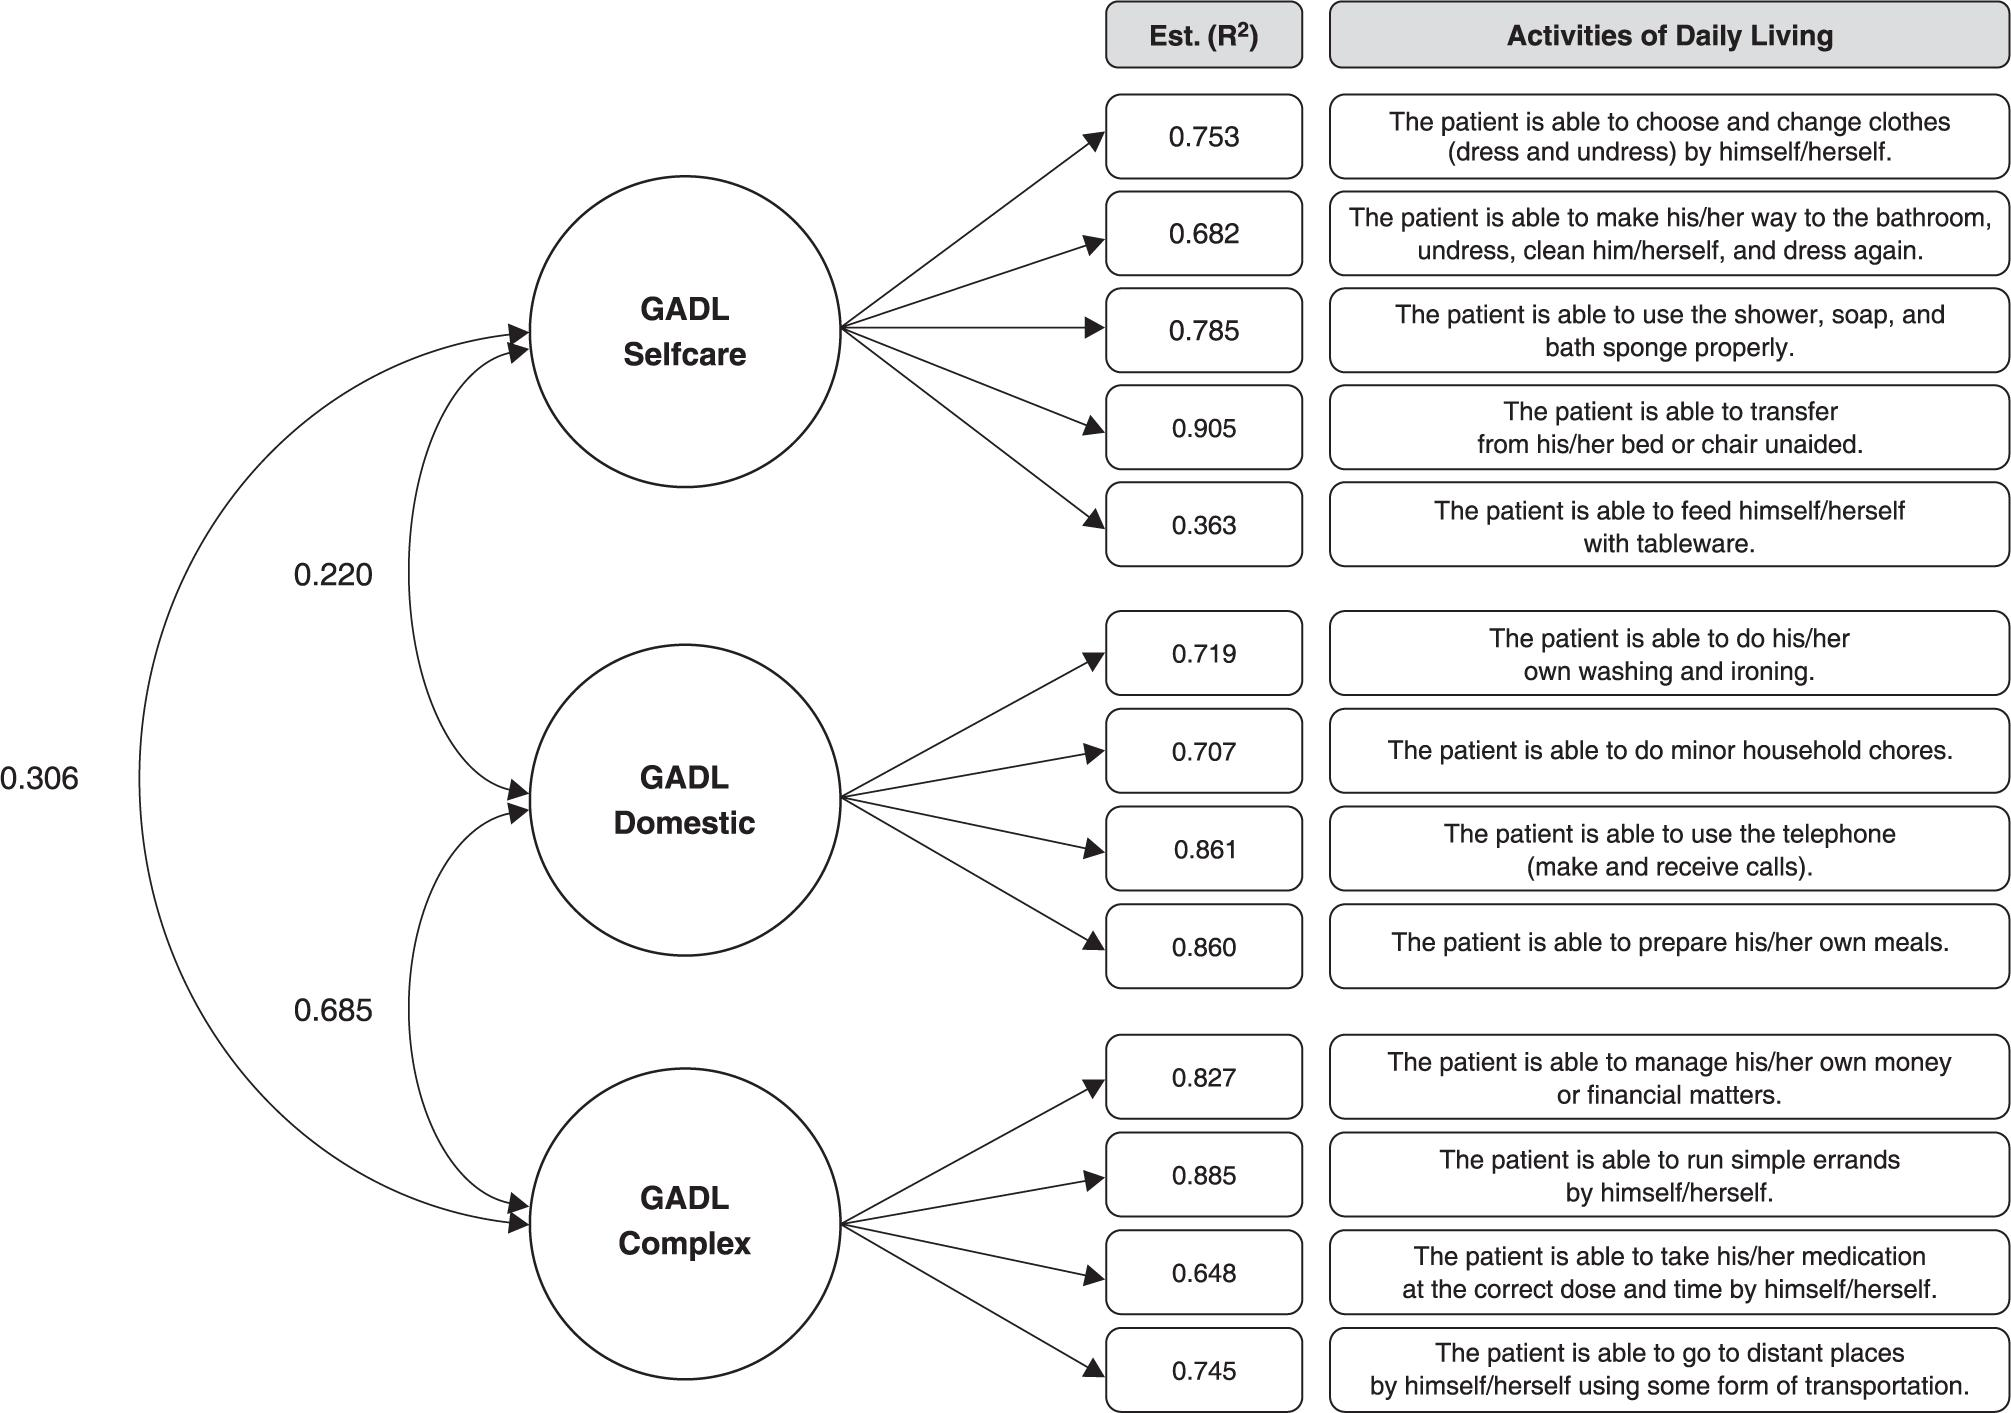 Est. (R²)
Activities of Daily Living
0.753
The patient is able to choose and change clothes
(dress and undress) by himself/herself.
0.682
The patient is able to make his/her way to the bathroom,
undress, clean him/herself, and dress again.
GADL
Selfcare
0.785
The patient is able to use the shower, soap, and
bath sponge properly.
0.905
The patient is able to transfer
from his/her bed or chair unaided.
0.363
The patient is able to feed himself/herself
with tableware.
0.220
0.719
The patient is able to do his/her
own washing and ironing.
0.306
GADL
Domestic
0.707
The patient is able to do minor household chores.
0.861
The patient is able to use the telephone
(make and receive calls).
0.860
The patient is able to prepare his/her own meals.
0.685
0.827
The patient is able to manage his/her own money
or financial matters.
GADL
Complex
0.885
The patient is able to run simple errands
by himself/herself.
0.648
The patient is able to take his/her medication
at the correct dose and time by himself/herself.
0.745
The patient is able to go to distant places
by himself/herself using some form of transportation.